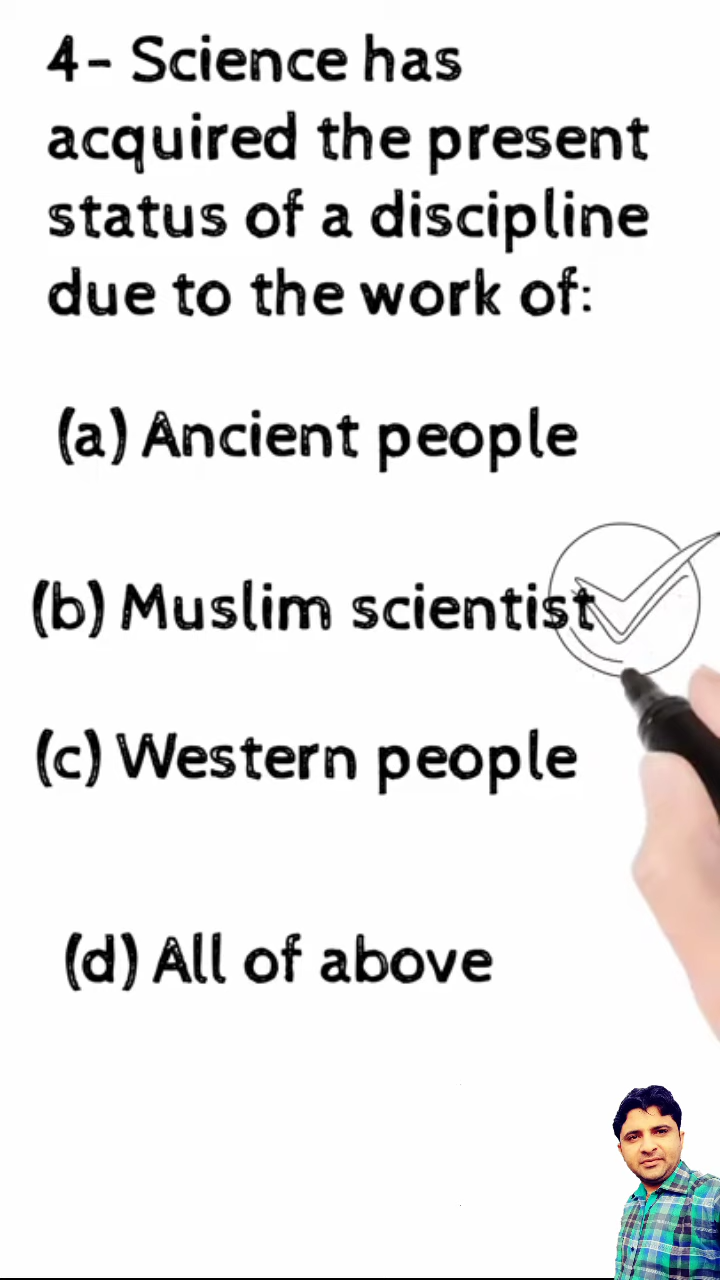 4- Science has
acquired the present
status of a discipline
due to the work of:
(a) Ancient people
(b) Muslim scientist
(c) Western people
(d) All of above